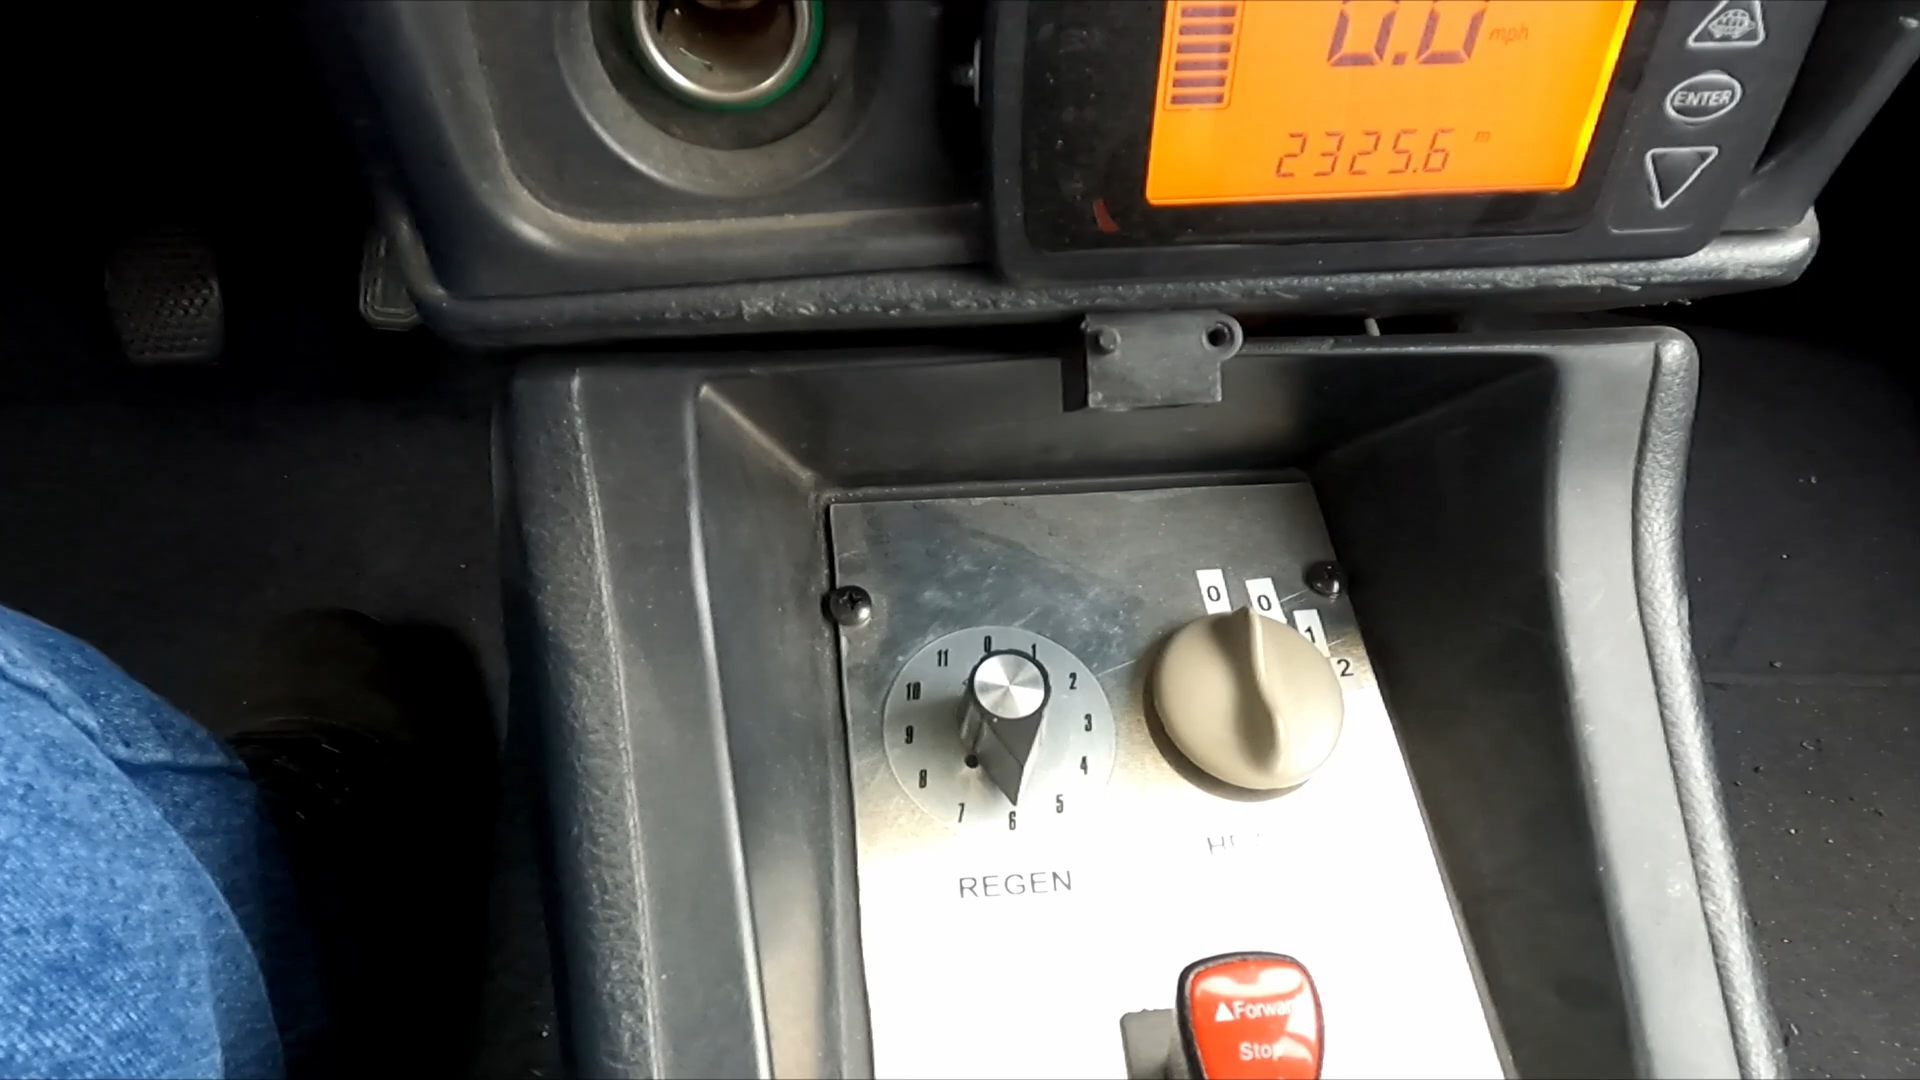 0.0 mph
ENTER
2325.6 m
0 0 1 2
0 1 2 3 4 5 6 7 8 9 10 11
REGEN
▲Forwar
Stop